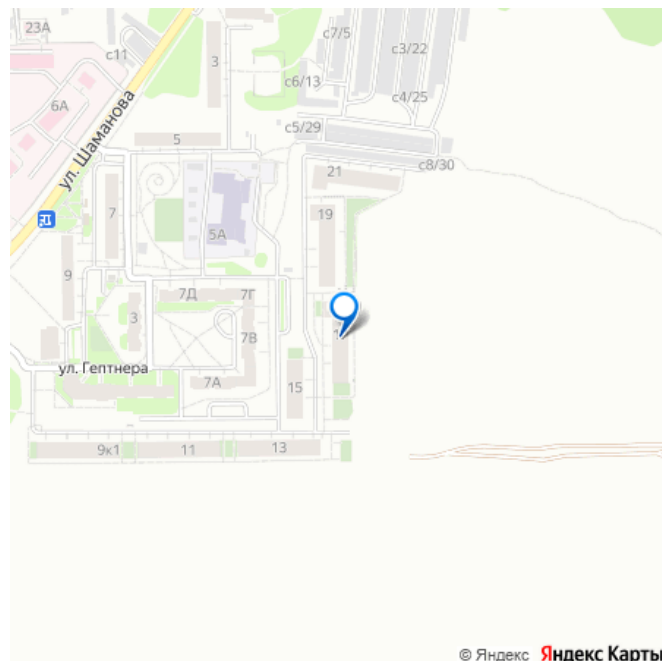 23А
с11
3
с7/5
с3/22
с6/13
с4/25
6А
ул. Шаманова
5
с5/29
с8/30
21
7
5А
19
9
7Д
7Г
3
7В
ул. Гептнера
7А
15
9к1
11
13
© Яндекс Яндекс Карты